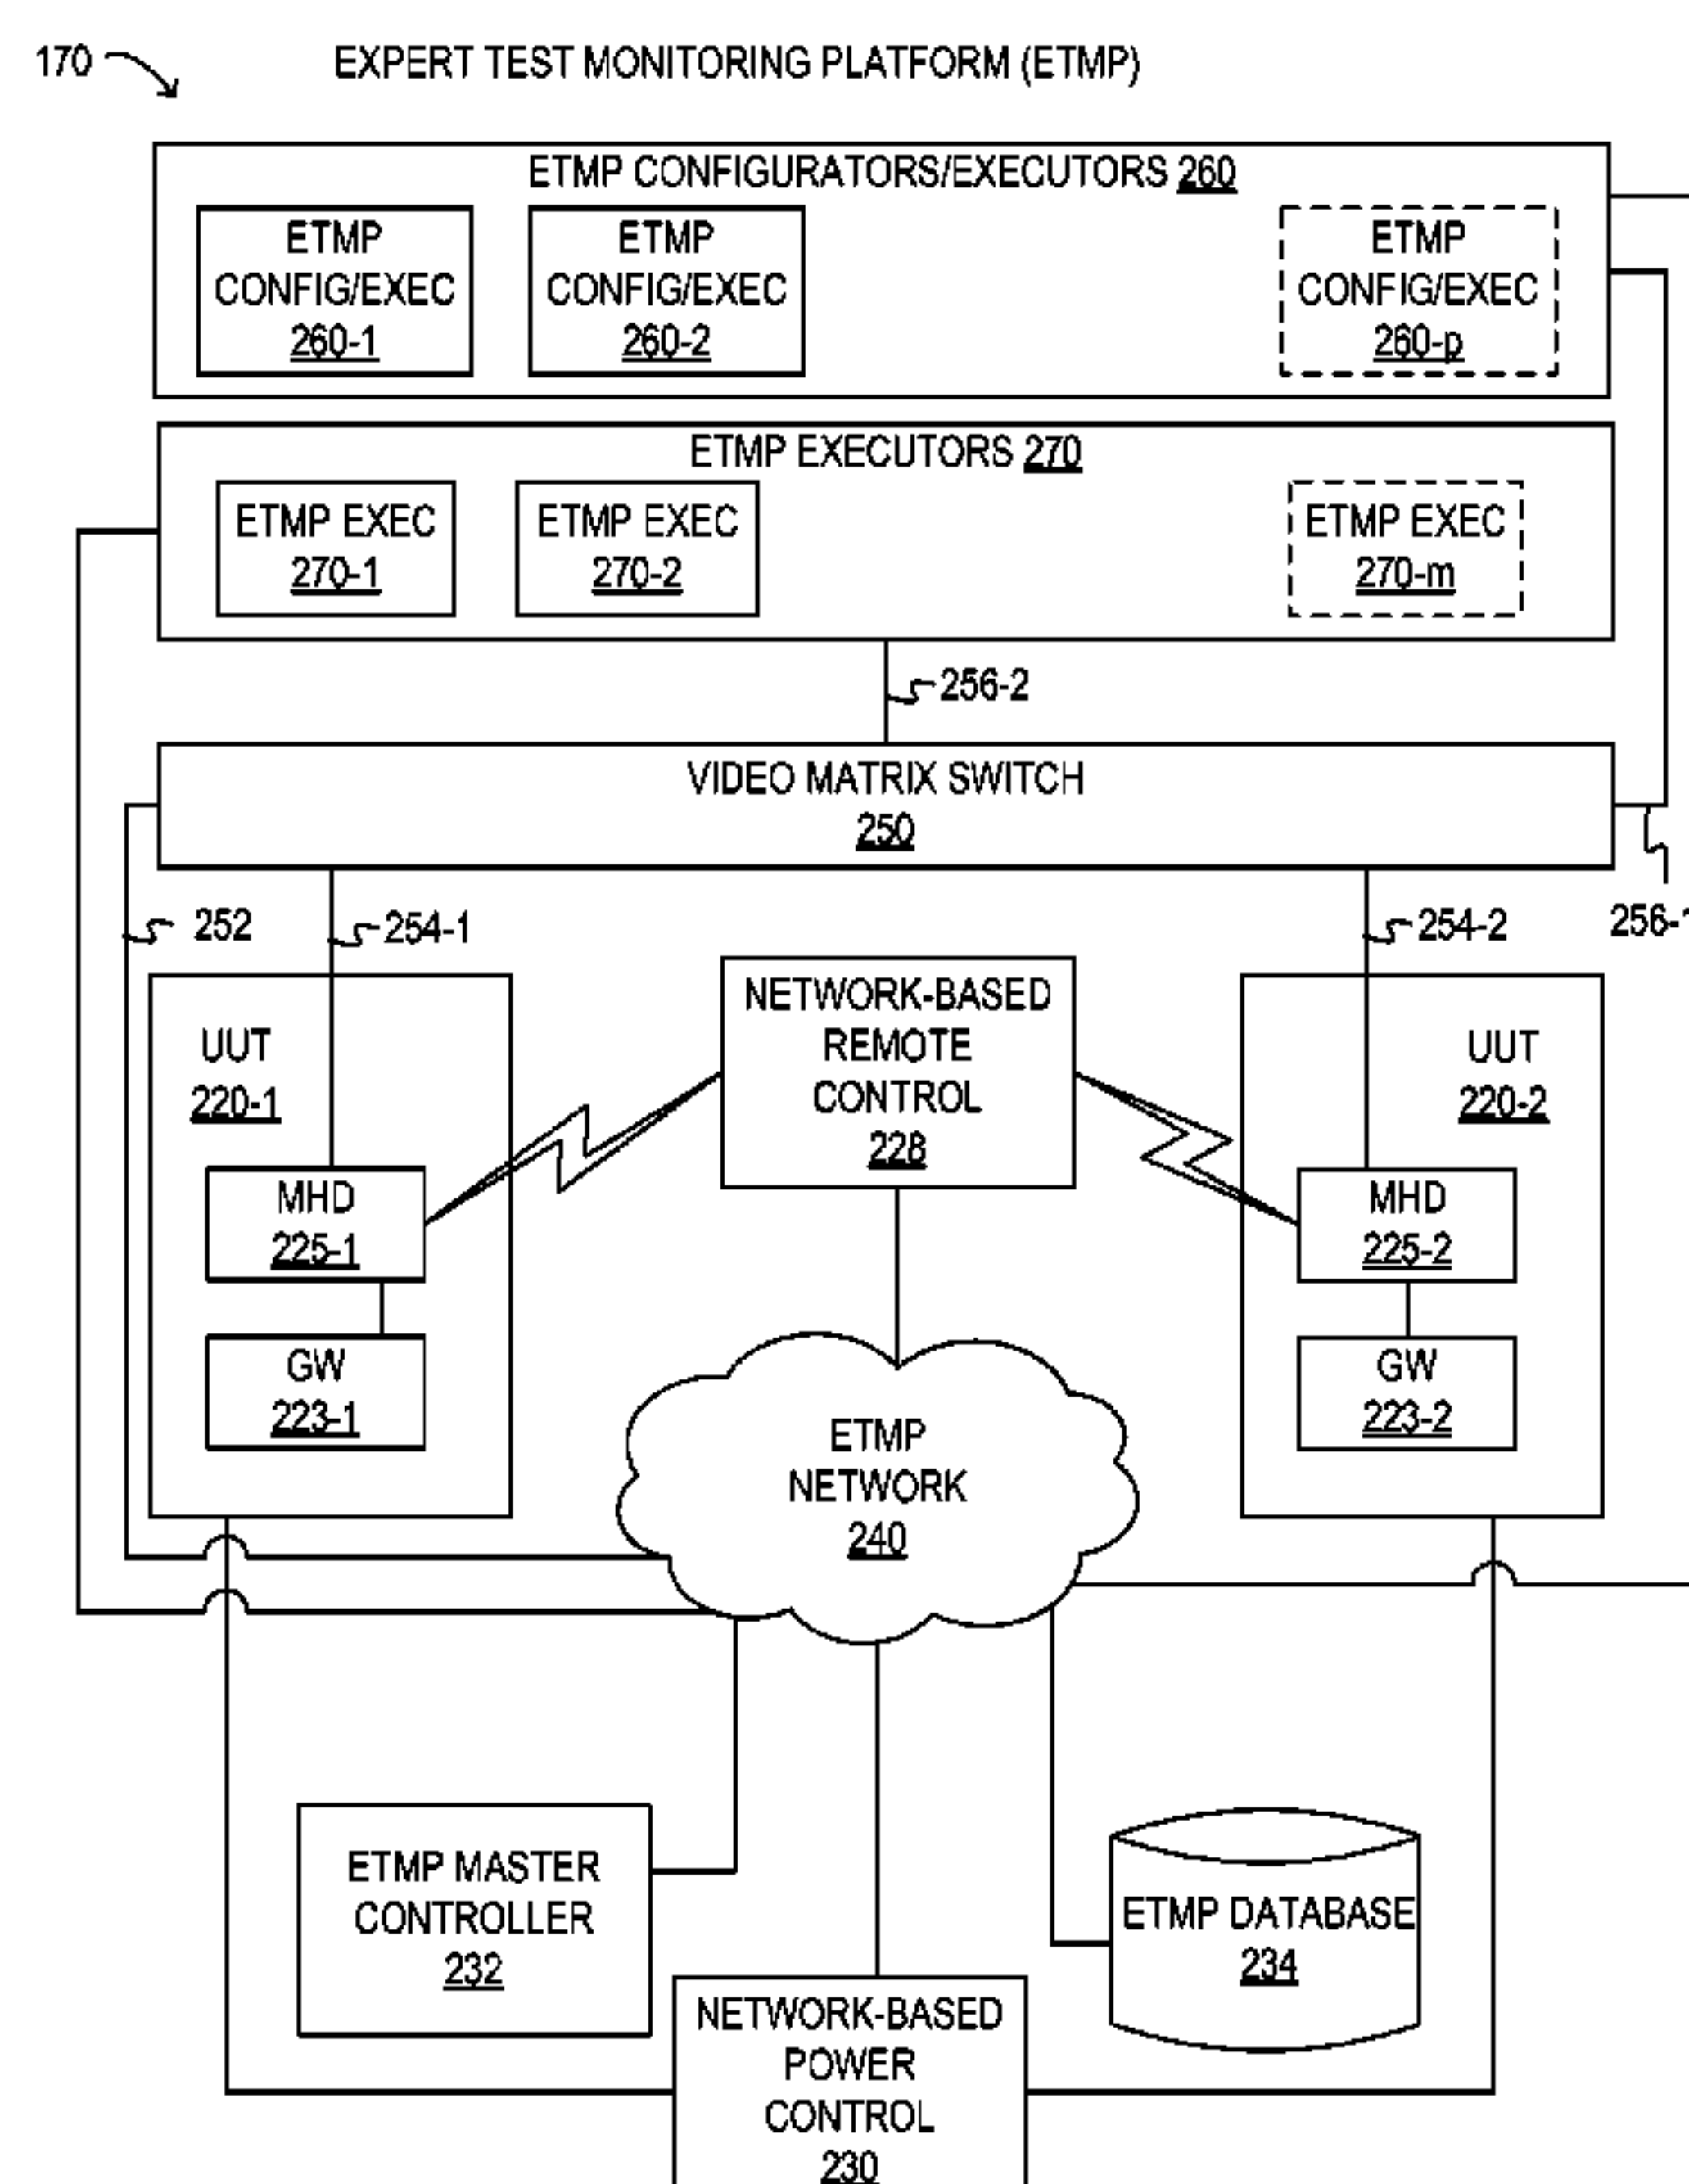 170
EXPERT TEST MONITORING PLATFORM (ETMP)
ETMP CONFIGURATORS/EXECUTORS 260
ETMP
CONFIG/EXEC
260-1
ETMP
CONFIG/EXEC
260-2
ETMP
CONFIG/EXEC
260-p
ETMP EXECUTORS 270
ETMP EXEC
270-1
ETMP EXEC
270-2
ETMP EXEC
270-m
256-2
VIDEO MATRIX SWITCH
250
252
254-1
254-2
256-1
UUT
220-1
NETWORK-BASED
REMOTE
CONTROL
228
UUT
220-2
MHD
225-1
MHD
225-2
GW
223-1
GW
223-2
ETMP
NETWORK
240
ETMP MASTER
CONTROLLER
232
ETMP DATABASE
234
NETWORK-BASED
POWER
CONTROL
230